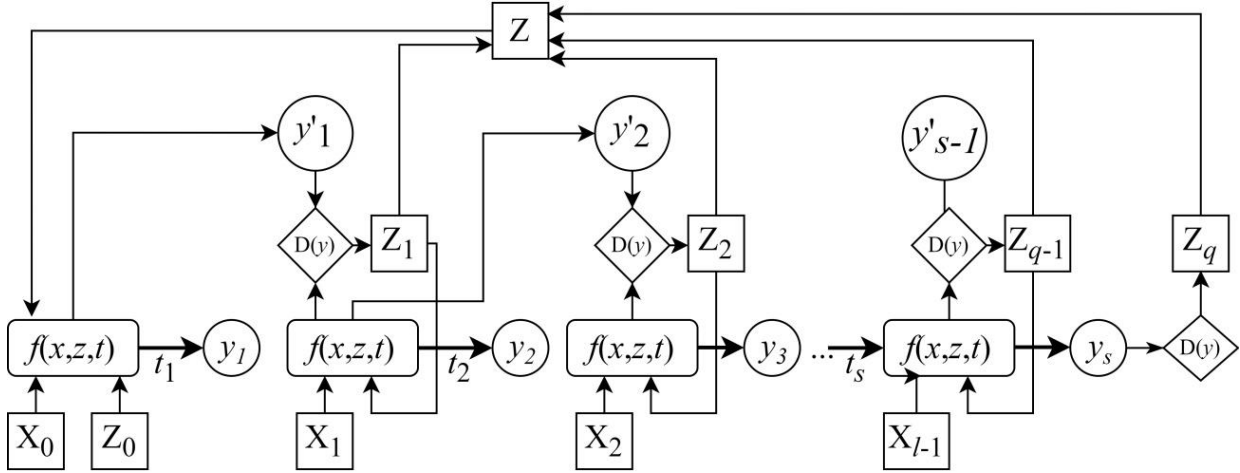 Z
y'1
y'2
y's-1
D(y)
Z1
D(y)
Z2
D(y)
Zq-1
Zq
f(x,z,t)
t1
y1
f(x,z,t)
t2
y2
f(x,z,t)
y3
...
ts
f(x,z,t)
ys
D(y)
X0
Z0
X1
X2
Xl-1